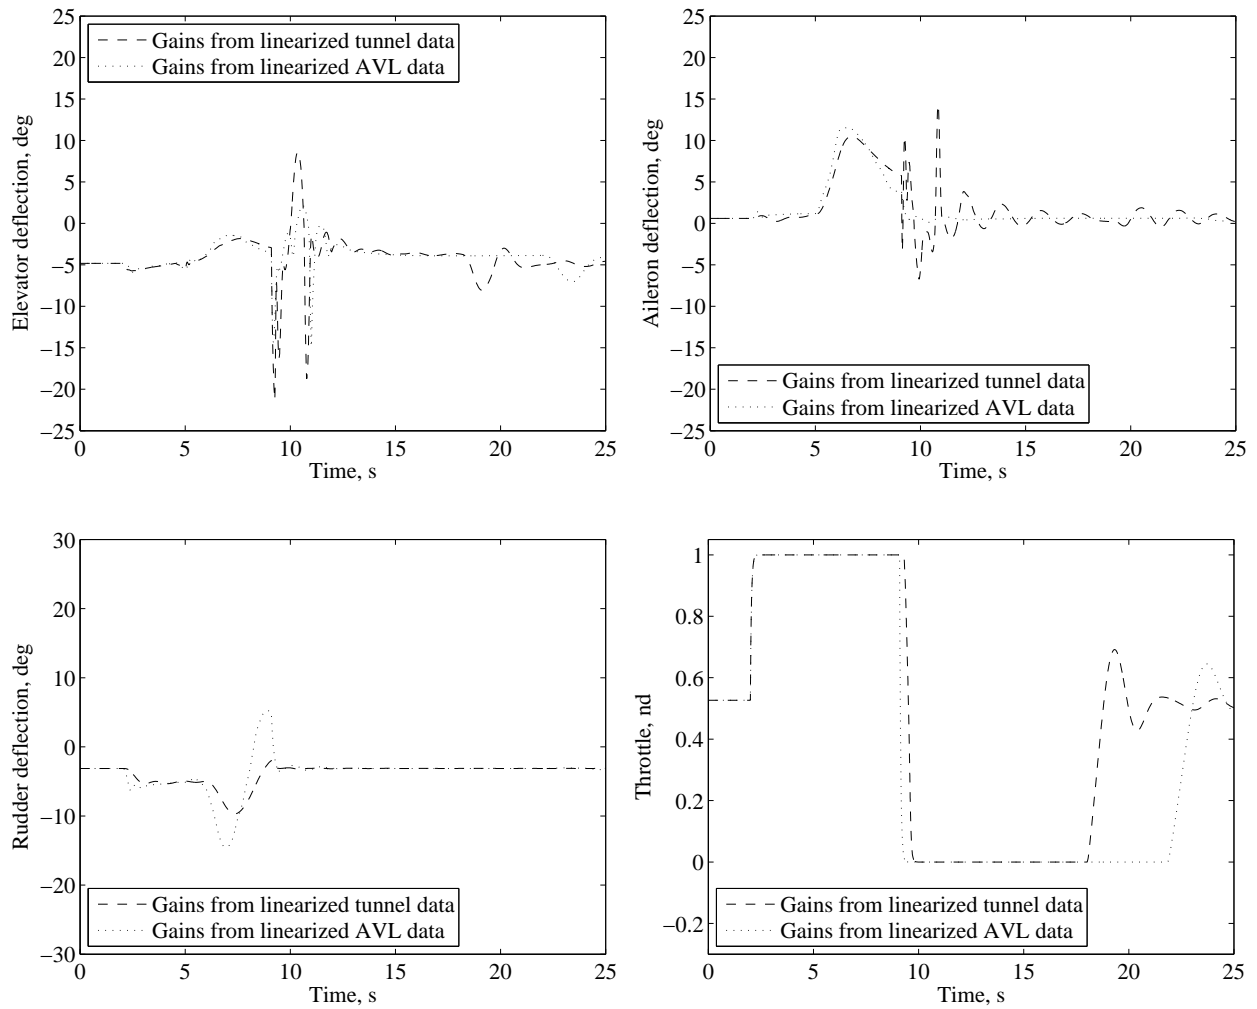 25
20
15
10
5
0
−5
−10
−15
−20
−25
Elevator deflection, deg
Gains from linearized tunnel data
Gains from linearized AVL data
0 5 10 15 20 25
Time, s
25
20
15
10
5
0
−5
−10
−15
−20
−25
Aileron deflection, deg
Gains from linearized tunnel data
Gains from linearized AVL data
0 5 10 15 20 25
Time, s
30
20
10
0
−10
−20
−30
Rudder deflection, deg
Gains from linearized tunnel data
Gains from linearized AVL data
0 5 10 15 20 25
Time, s
1
0.8
0.6
0.4
0.2
0
−0.2
Throttle, nd
Gains from linearized tunnel data
Gains from linearized AVL data
0 5 10 15 20 25
Time, s